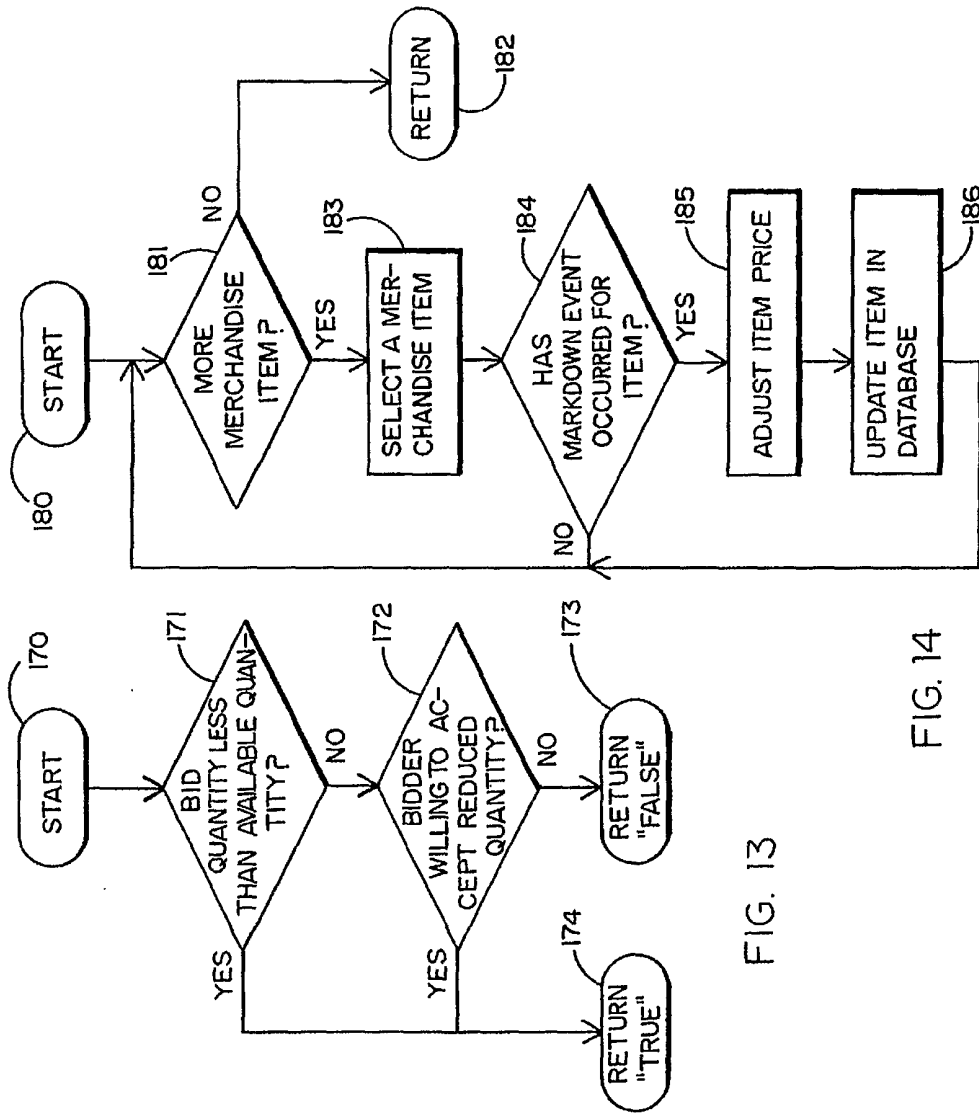 170
START
171
BID
QUANTITY LESS
THAN AVAILABLE QUAN-
TITY?
YES
NO
172
BIDDER
WILLING TO AC-
CEPT REDUCED
QUANTITY?
YES
NO
174
RETURN
"TRUE"
173
RETURN
"FALSE"
FIG. 13
180
START
181
MORE
MERCHANDISE
ITEM?
NO
YES
182
RETURN
183
SELECT A MER-
CHANDISE ITEM
184
HAS
MARKDOWN EVENT
OCCURRED FOR
ITEM?
NO
YES
185
ADJUST ITEM PRICE
186
UPDATE ITEM IN
DATABASE
FIG. 14